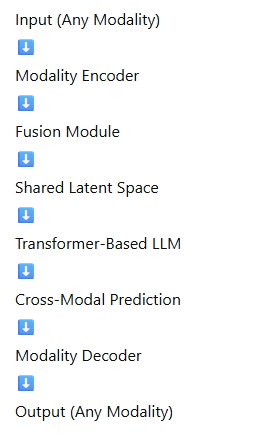 Input (Any Modality)
⬇️
Modality Encoder
⬇️
Fusion Module
⬇️
Shared Latent Space
⬇️
Transformer-Based LLM
⬇️
Cross-Modal Prediction
⬇️
Modality Decoder
⬇️
Output (Any Modality)